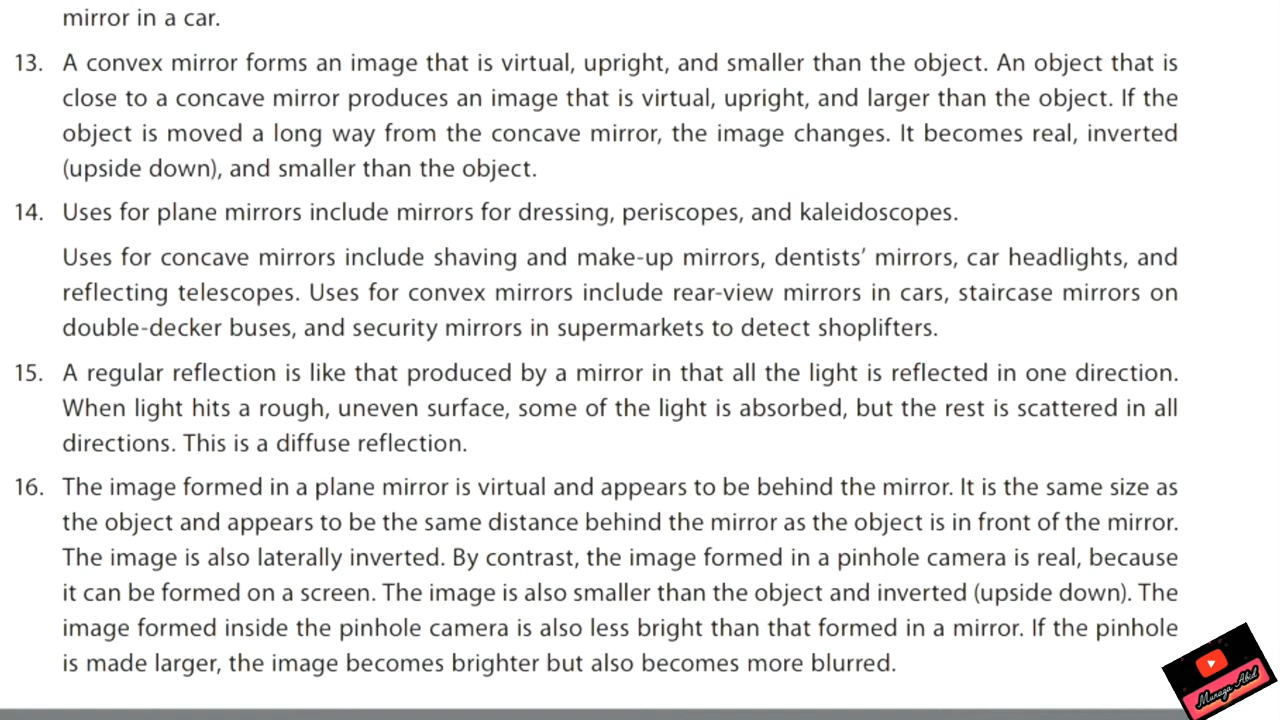 mirror in a car.
13. A convex mirror forms an image that is virtual, upright, and smaller than the object. An object that is
close to a concave mirror produces an image that is virtual, upright, and larger than the object. If the
object is moved a long way from the concave mirror, the image changes. It becomes real, inverted
(upside down), and smaller than the object.
14. Uses for plane mirrors include mirrors for dressing, periscopes, and kaleidoscopes.
Uses for concave mirrors include shaving and make-up mirrors, dentists’ mirrors, car headlights, and
reflecting telescopes. Uses for convex mirrors include rear-view mirrors in cars, staircase mirrors on
double-decker buses, and security mirrors in supermarkets to detect shoplifters.
15. A regular reflection is like that produced by a mirror in that all the light is reflected in one direction.
When light hits a rough, uneven surface, some of the light is absorbed, but the rest is scattered in all
directions. This is a diffuse reflection.
16. The image formed in a plane mirror is virtual and appears to be behind the mirror. It is the same size as
the object and appears to be the same distance behind the mirror as the object is in front of the mirror.
The image is also laterally inverted. By contrast, the image formed in a pinhole camera is real, because
it can be formed on a screen. The image is also smaller than the object and inverted (upside down). The
image formed inside the pinhole camera is also less bright than that formed in a mirror. If the pinhole
is made larger, the image becomes brighter but also becomes more blurred.
Munaga Abid